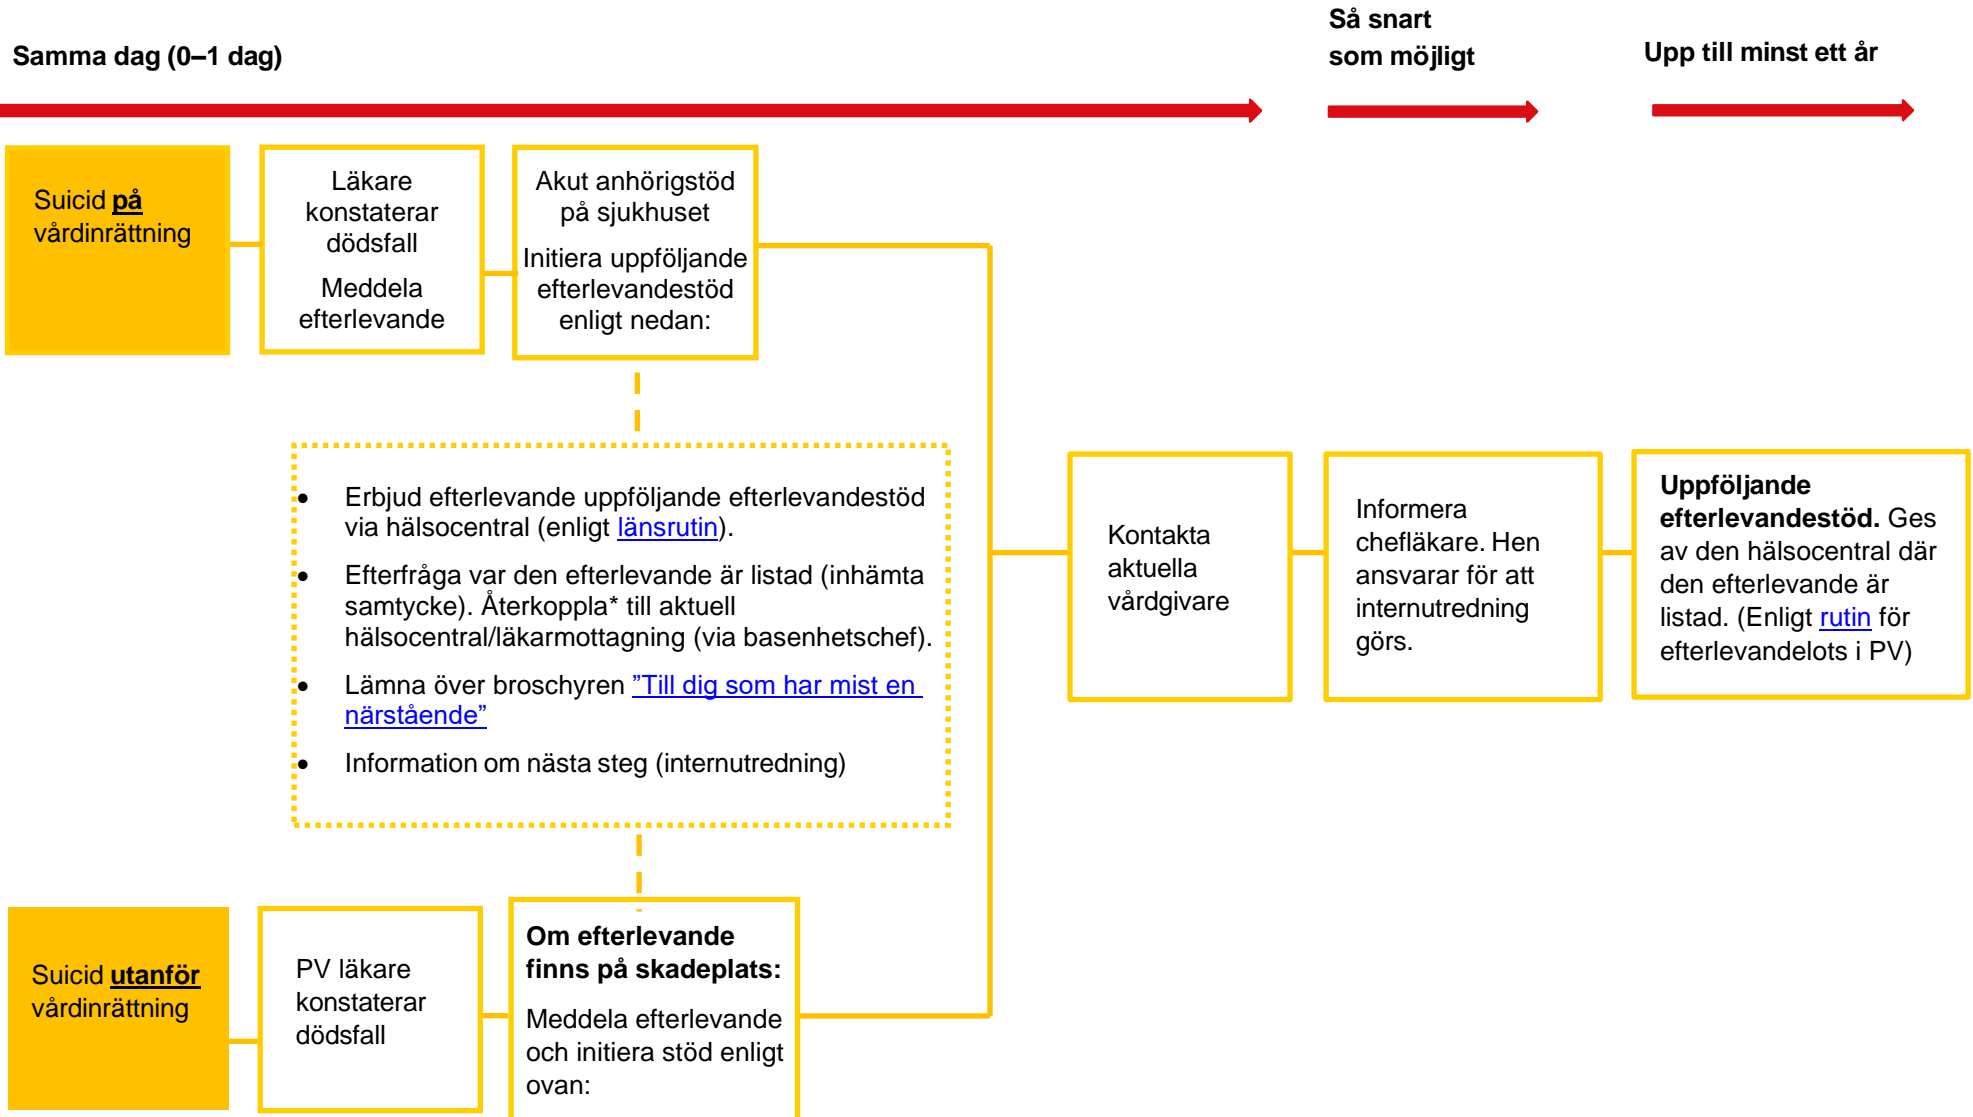 Samma dag (0–1 dag)
Så snart
som möjligt
Upp till minst ett år
Suicid på
vårdinrättning
Läkare
konstaterar
dödsfall
Meddela
efterlevande
Akut anhörigstöd
på sjukhuset
Initiera uppföljande
efterlevandestöd
enligt nedan:
• Erbjud efterlevande uppföljande efterlevandestöd
via hälsocentral (enligt länsrutin).
• Efterfråga var den efterlevande är listad (inhämta
samtycke). Återkoppla* till aktuell
hälsocentral/läkarmottagning (via basenhetschef).
• Lämna över broschyren ”Till dig som har mist en
närstående”
• Information om nästa steg (internutredning)
Kontakta
aktuella
vårdgivare
Informera
chefläkare. Hen
ansvarar för att
internutredning
görs.
Uppföljande
efterlevandestöd. Ges
av den hälsocentral där
den efterlevande är
listad. (Enligt rutin för
efterlevandelots i PV)
Suicid utanför
vårdinrättning
PV läkare
konstaterar
dödsfall
Om efterlevande
finns på skadeplats:
Meddela efterlevande
och initiera stöd enligt
ovan: